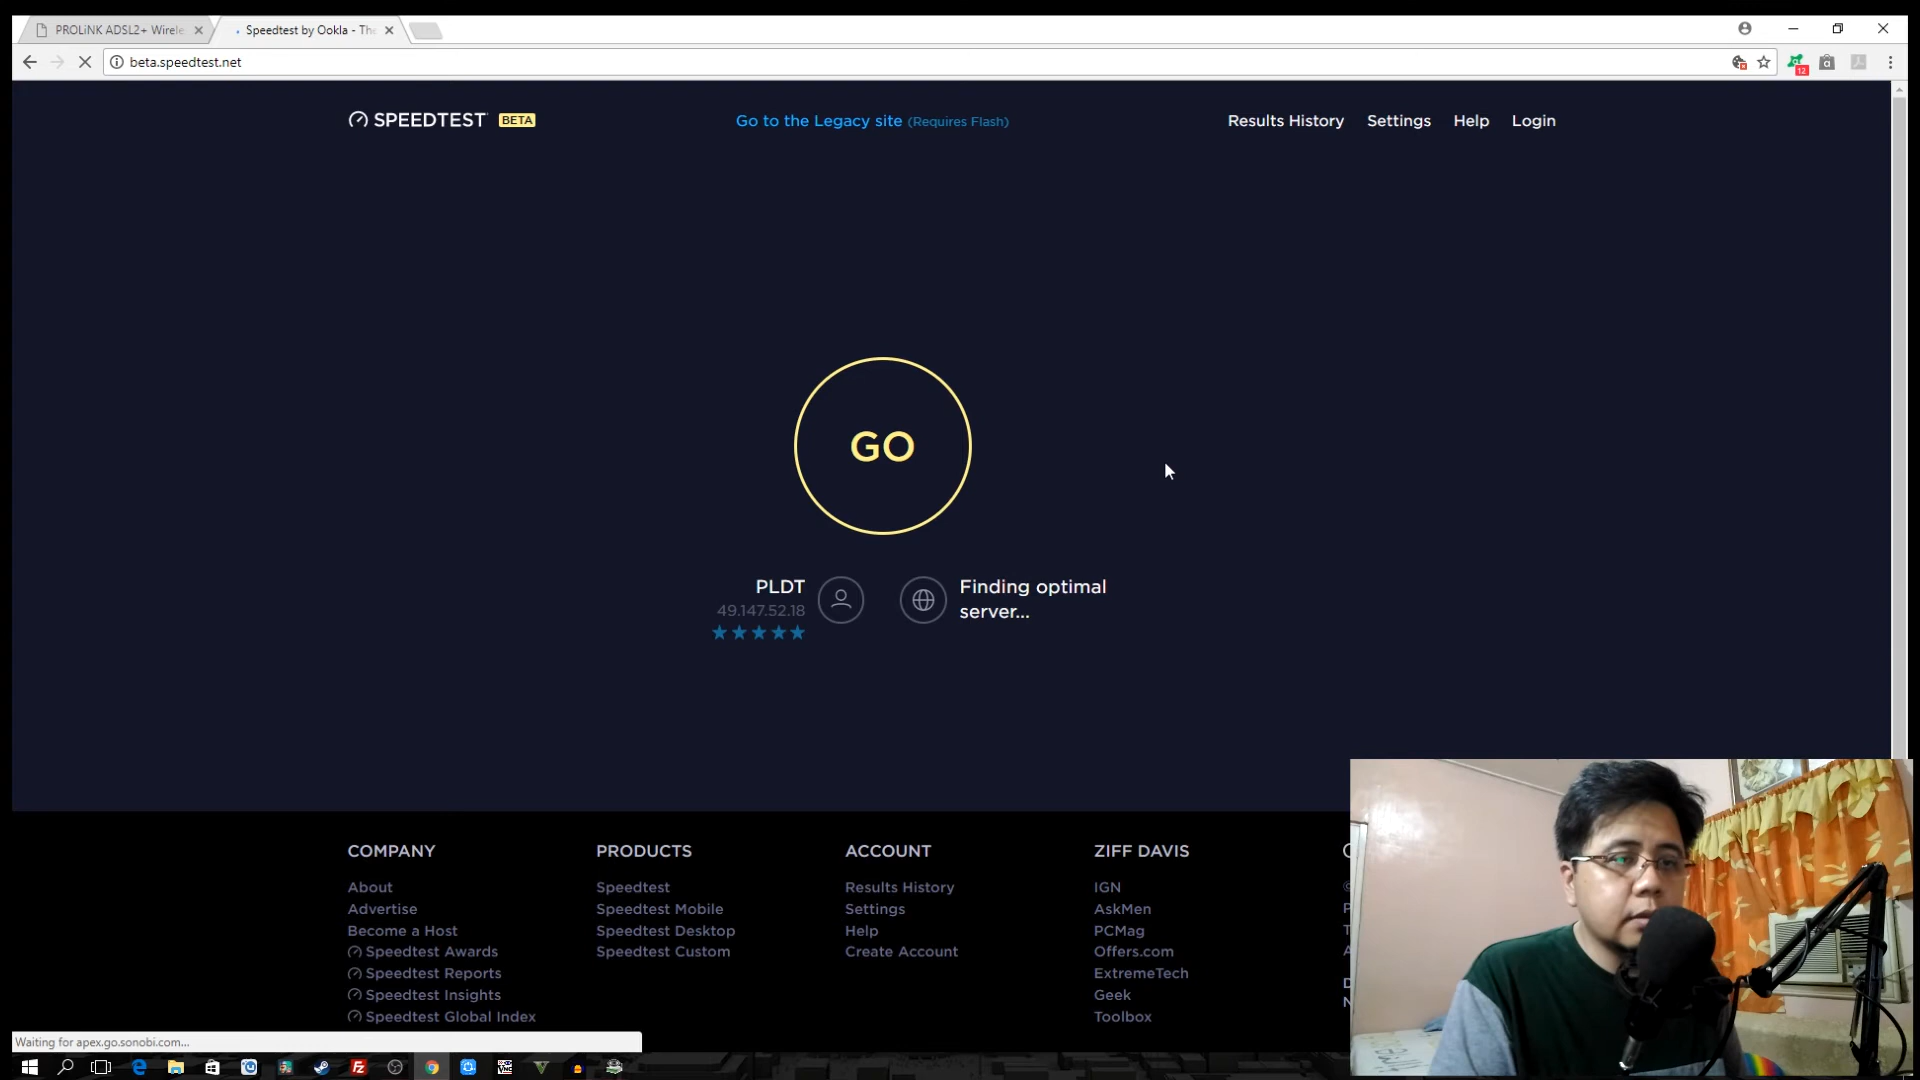 PROLiNK ADSL2+ Wirele
Speedtest by Ookla - The
beta.speedtest.net
12
SPEEDTEST BETA
Go to the Legacy site (Requires Flash)
Results History Settings Help Login
GO
PLDT
49.147.52.18
Finding optimal
server...
COMPANY
About
Advertise
Become a Host
Speedtest Awards
Speedtest Reports
Speedtest Insights
Speedtest Global Index
PRODUCTS
Speedtest
Speedtest Mobile
Speedtest Desktop
Speedtest Custom
ACCOUNT
Results History
Settings
Help
Create Account
ZIFF DAVIS
IGN
AskMen
PCMag
Offers.com
ExtremeTech
Geek
Toolbox
Waiting for apex.go.sonobi.com...